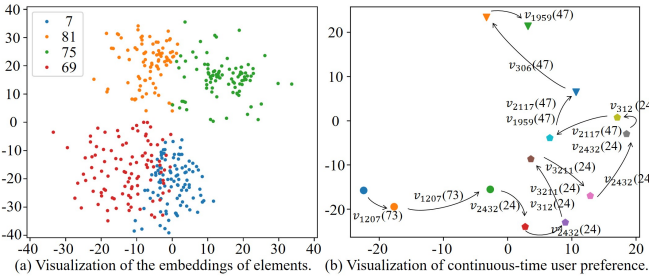 40
30
20
10
0
-10
-20
-30
-40
-40 -30 -20 -10 0 10 20 30 40
7
81
75
69
(a) Visualization of the embeddings of elements.
20
10
0
-10
-20
-20 -10 0 10 20
v1959(47)
v306(47)
v2117(47)
v1959(47)
v312(24
v2117(47)
v2432(24)
v3211(24)
v3211(24)
v312(24)
v2432(24
v1207(73)
v1207(73)
v2432(24)
v2432(24)
(b) Visualization of continuous-time user preference.